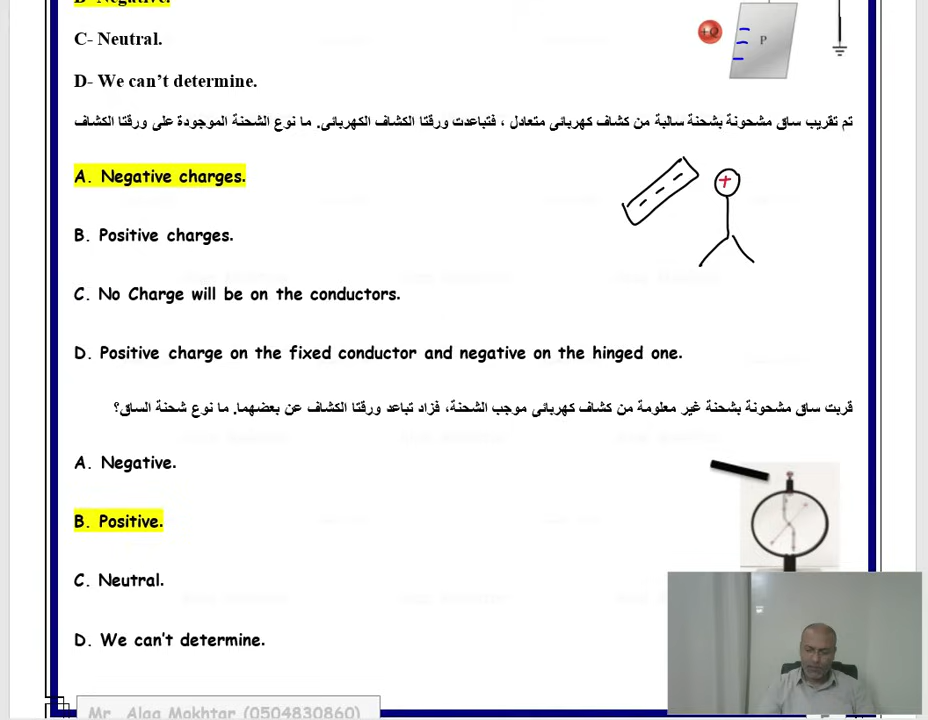 B- Negative.
C- Neutral.
+Q
P
D- We can't determine.
تم تقريب ساق مشحونة بشحنة سالبة من كشاف كهربائى متعادل ، فتباعدت ورقتا الكشاف الكهربائى. ما نوع الشحنة الموجودة على ورقتا الكشاف
A. Negative charges.
+
B. Positive charges.
C. No Charge will be on the conductors.
D. Positive charge on the fixed conductor and negative on the hinged one.
قربت ساق مشحونة بشحنة غير معلومة من كشاف كهربائى موجب الشحنة، فزاد تباعد ورقتا الكشاف عن بعضهما. ما نوع شحنة الساق؟
A. Negative.
B. Positive.
C. Neutral.
D. We can't determine.
Mr. Alaa Mokhtar (0504830860)